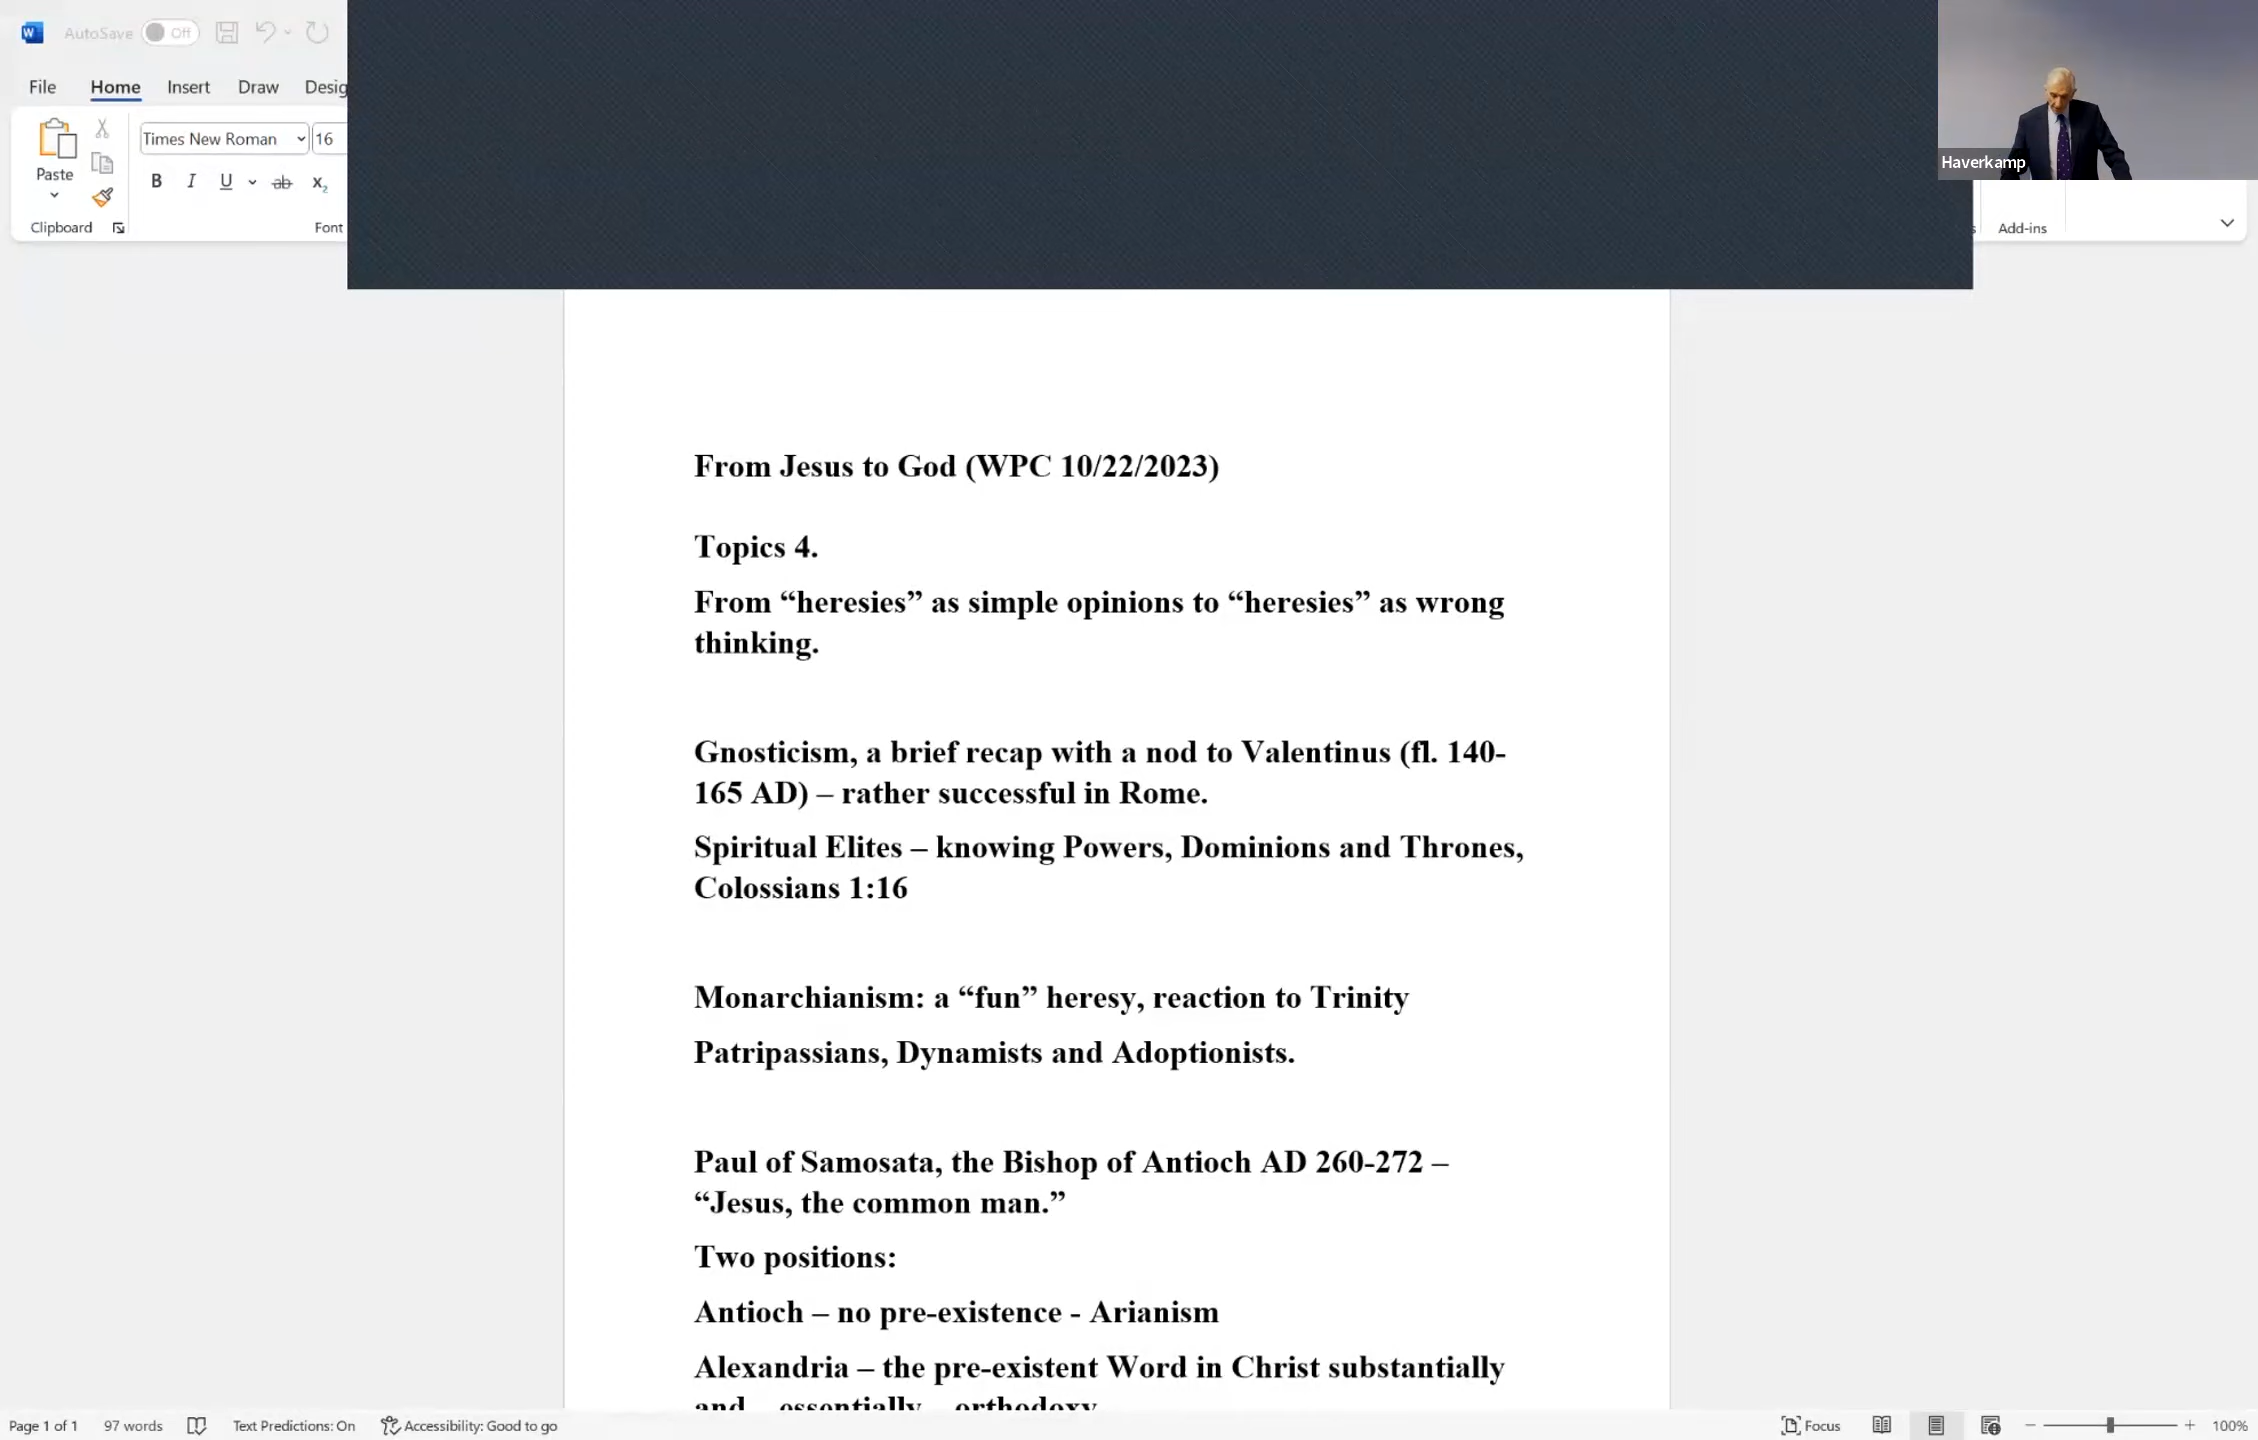 AutoSave Off
File Home Insert Draw Desig
Times New Roman 16
Paste
B I U ab x2
Clipboard
Font
Add-ins
Haverkamp
From Jesus to God (WPC 10/22/2023)
Topics 4.
From “heresies” as simple opinions to “heresies” as wrong
thinking.
Gnosticism, a brief recap with a nod to Valentinus (fl. 140-
165 AD) – rather successful in Rome.
Spiritual Elites – knowing Powers, Dominions and Thrones,
Colossians 1:16
Monarchianism: a “fun” heresy, reaction to Trinity
Patripassians, Dynamists and Adoptionists.
Paul of Samosata, the Bishop of Antioch AD 260-272 –
“Jesus, the common man.”
Two positions:
Antioch – no pre-existence - Arianism
Alexandria – the pre-existent Word in Christ substantially
and essentially orthodoxy
Page 1 of 1 97 words Text Predictions: On Accessibility: Good to go Focus 100%